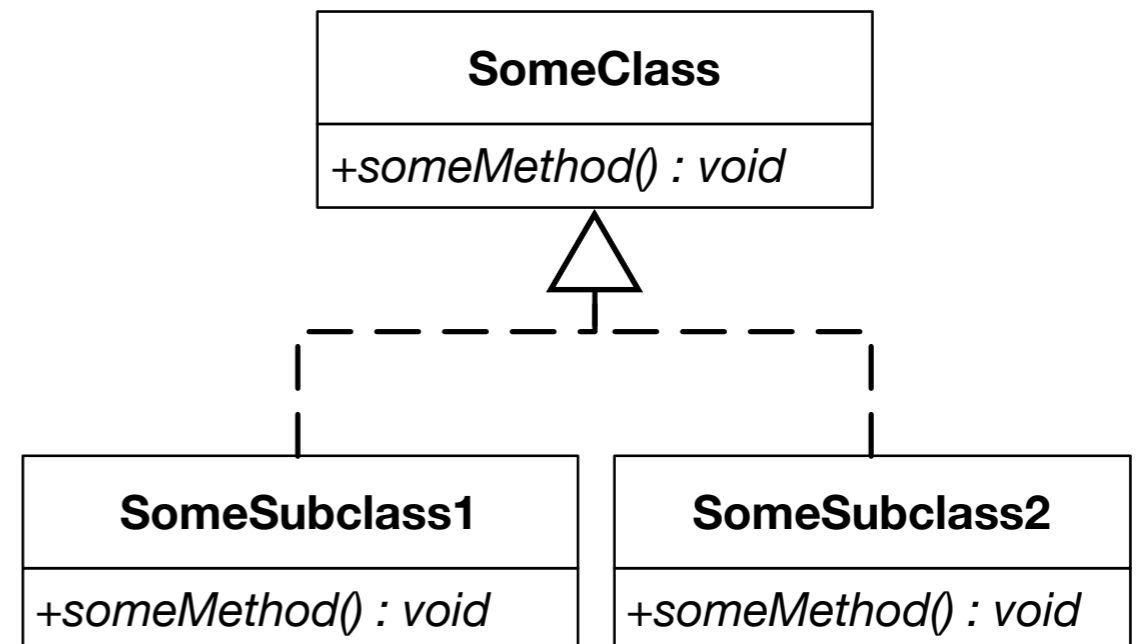 SomeClass
+someMethod() : void
SomeSubclass1
SomeSubclass2
+someMethod() : void
+someMethod() : void